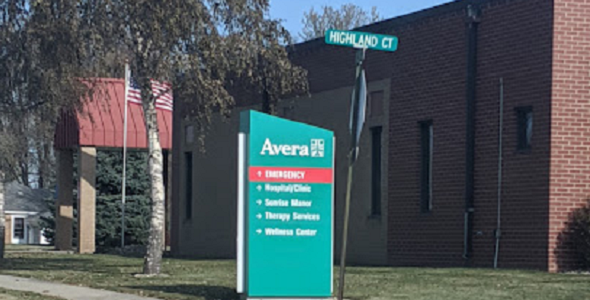 HIGHLAND CT
Avera
EMERGENCY
Hospital/Clinic
Sunrise Manor
Therapy Services
Wellness Center